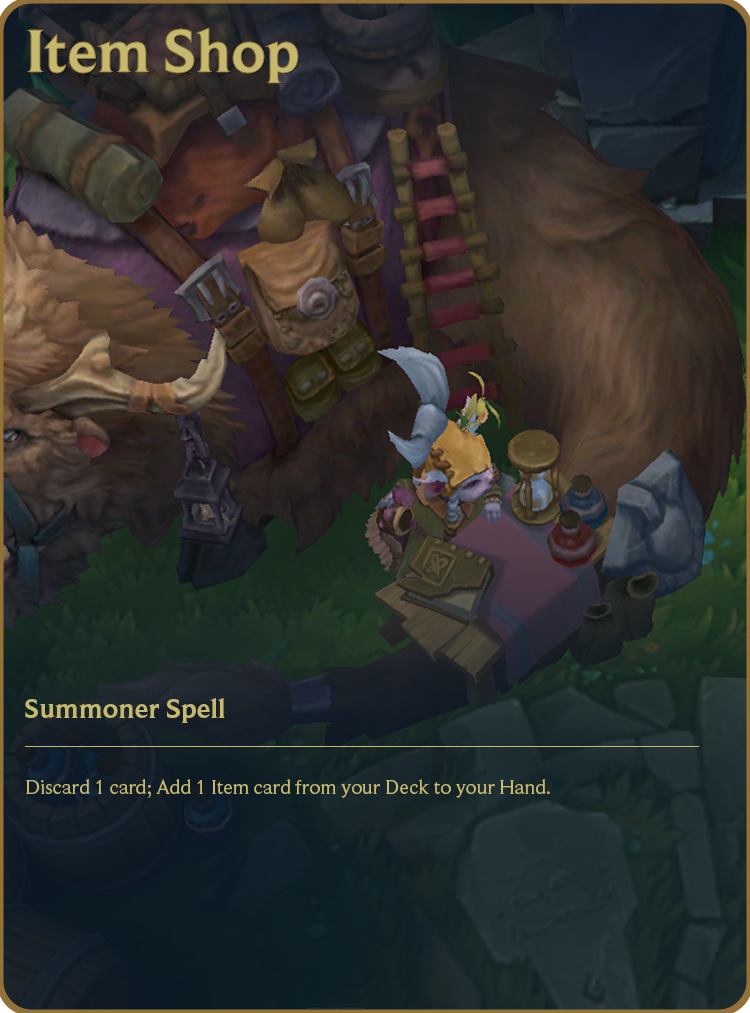 Item Shop
Summoner Spell
Discard 1 card; Add 1 Item card from your Deck to your Hand.